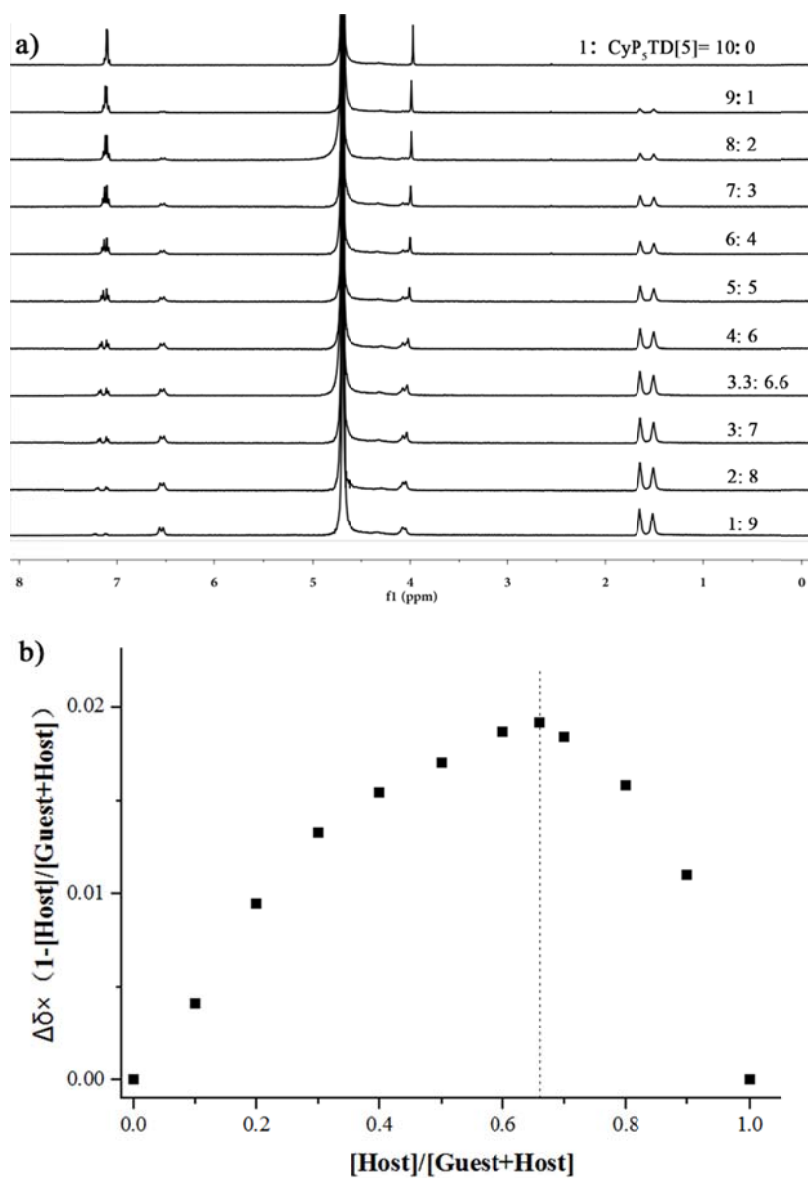 a)
1: CyP₅TD[5]= 10: 0
9: 1
8: 2
7: 3
6: 4
5: 5
4: 6
3.3: 6.6
3: 7
2: 8
1: 9
8 7 6 5 4 3 2 1 0
f1 (ppm)
b)
0.02
0.01
0.00
Δδ×（1-[Host]/[Guest+Host]）
0.0 0.2 0.4 0.6 0.8 1.0
[Host]/[Guest+Host]